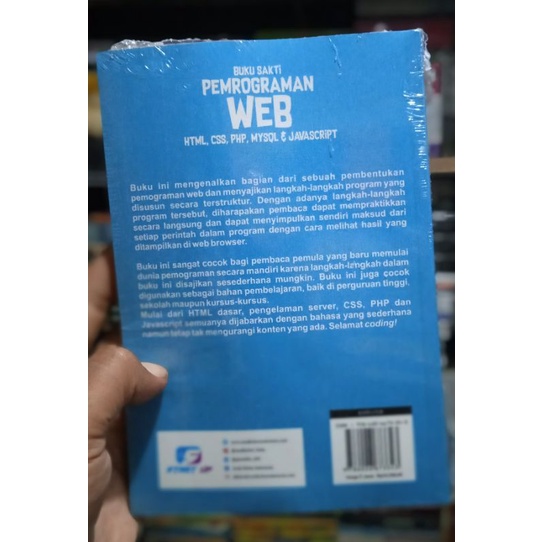 BUKU SAKTI
PEMROGRAMAN
WEB
HTML, CSS, PHP, MYSQL & JAVASCRIPT
Buku ini mengenalkan bagian dari sebuah pembentukan
pemograman web dan menyajikan langkah-langkah program yang
disusun secara terstruktur. Dengan adanya langkah-langkah
program tersebut, diharapakan pembaca dapat mempraktikkan
secara langsung dan dapat menyimpulkan sendiri maksud dari
setiap perintah dalam program dengan cara melihat hasil yang
ditampilkan di web browser.
Buku ini sangat cocok bagi pembaca pemula yang baru memulai
dunia pemograman secara mandiri karena langkah-langkah dalam
buku ini disajikan sesederhana mungkin. Buku ini juga cocok
digunakan sebagai bahan pembelajaran, baik di perguruan tinggi,
sekolah maupun kursus-kursus.
Mulai dari HTML dasar, pengelaman server, CSS, PHP dan
Javascript semuanya dijabarkan dengan bahasa yang sederhana
namun tetap tak mengurangi konten yang ada. Selamat coding!